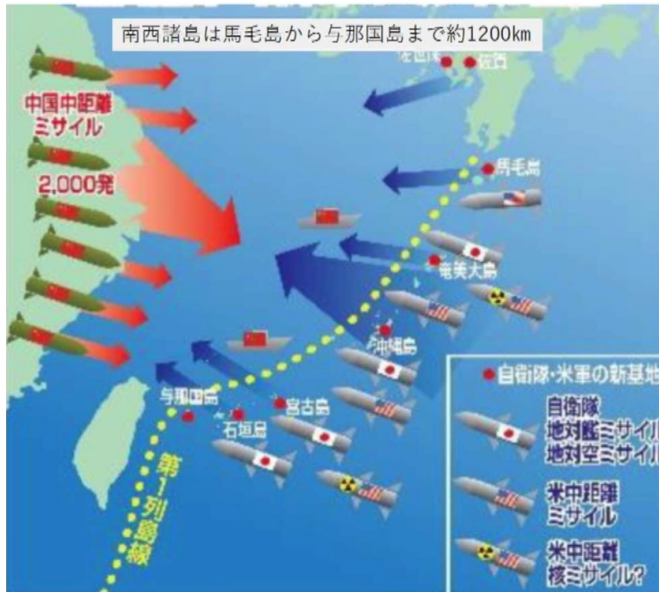 南西諸島は馬毛島から与那国島まで約1200㎞
佐世保
佐賀
中国中距離
ミサイル
2,000発
馬毛島
奄美大島
沖縄島
与那国島
宮古島
石垣島
第1列島線
自衛隊・米軍の新基地
自衛隊
地対艦ミサイル
地対空ミサイル
米中距離
ミサイル
米中距離
核ミサイル?